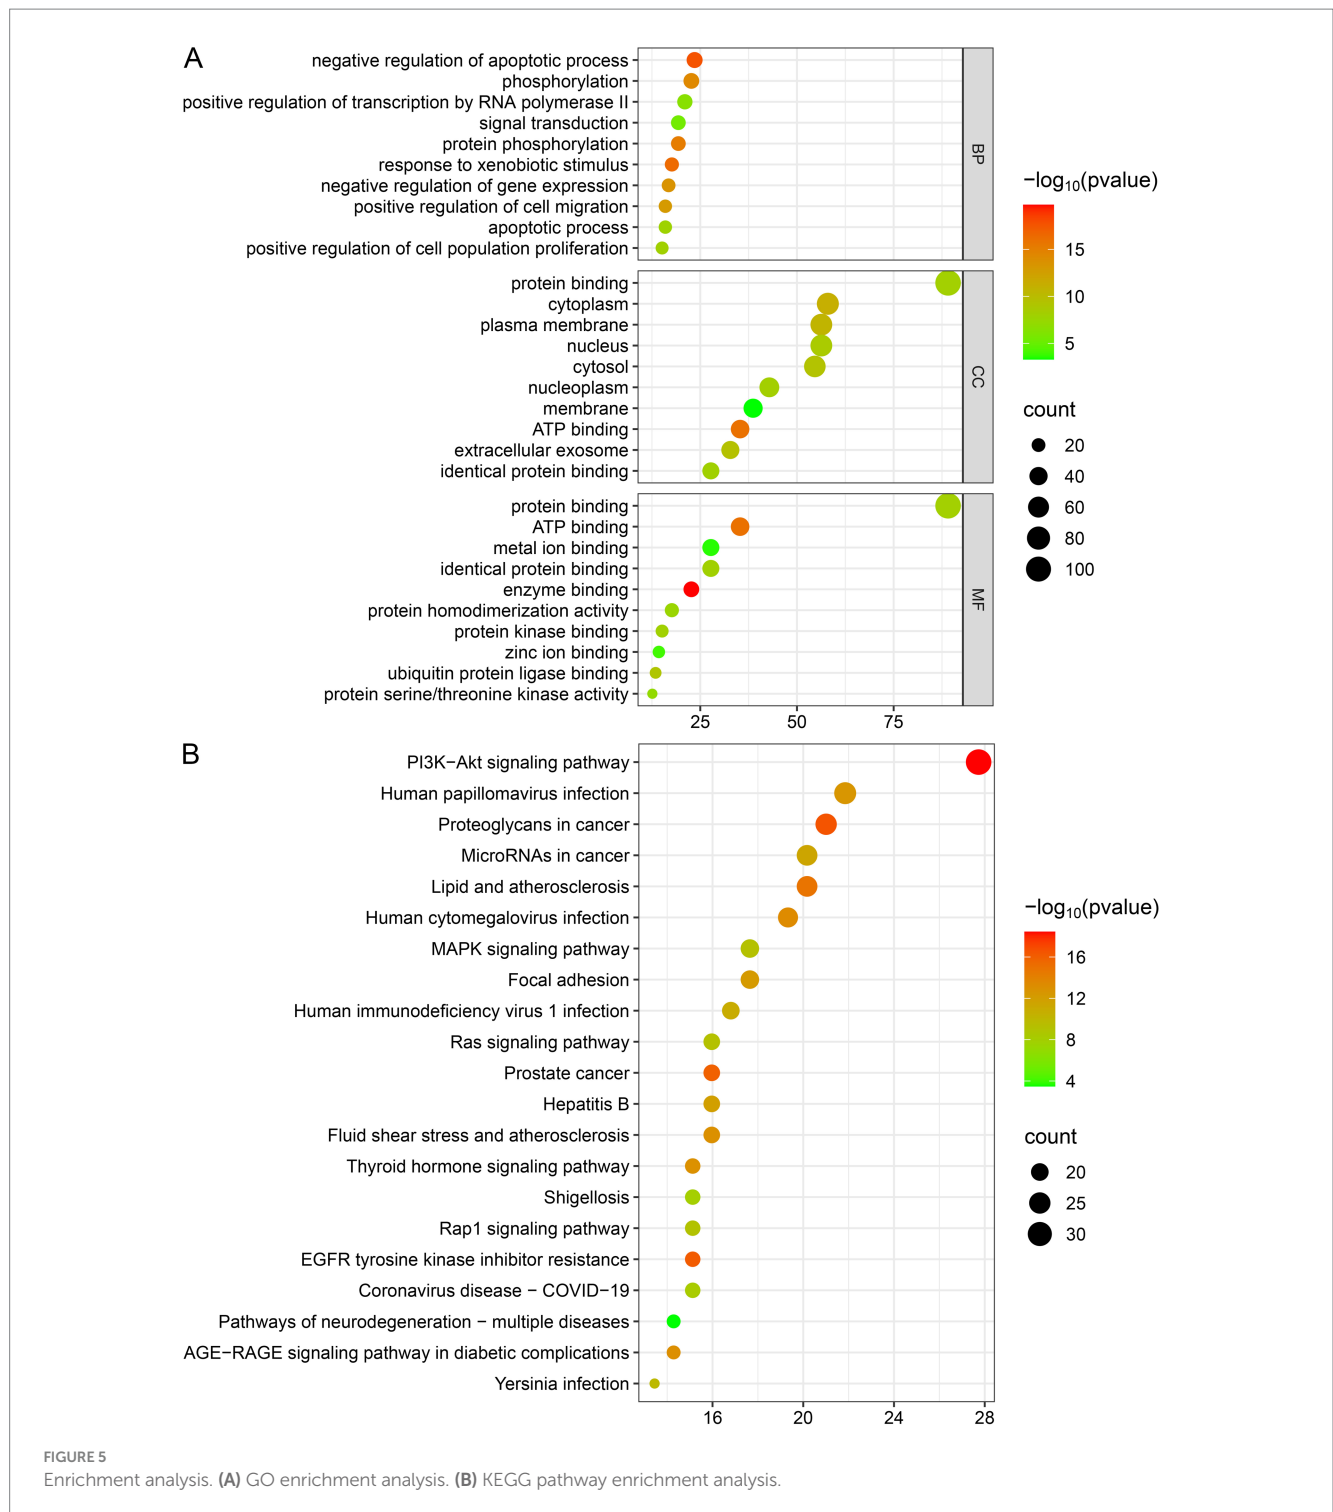 A
negative regulation of apoptotic process
phosphorylation
positive regulation of transcription by RNA polymerase II
signal transduction
protein phosphorylation
response to xenobiotic stimulus
negative regulation of gene expression
positive regulation of cell migration
apoptotic process
positive regulation of cell population proliferation
BP
protein binding
cytoplasm
plasma membrane
nucleus
cytosol
nucleoplasm
membrane
ATP binding
extracellular exosome
identical protein binding
CC
protein binding
ATP binding
metal ion binding
identical protein binding
enzyme binding
protein homodimerization activity
protein kinase binding
zinc ion binding
ubiquitin protein ligase binding
protein serine/threonine kinase activity
MF
25 50 75
−log10(pvalue)
15
10
5
count
20
40
60
80
100
B
PI3K−Akt signaling pathway
Human papillomavirus infection
Proteoglycans in cancer
MicroRNAs in cancer
Lipid and atherosclerosis
Human cytomegalovirus infection
MAPK signaling pathway
Focal adhesion
Human immunodeficiency virus 1 infection
Ras signaling pathway
Prostate cancer
Hepatitis B
Fluid shear stress and atherosclerosis
Thyroid hormone signaling pathway
Shigellosis
Rap1 signaling pathway
EGFR tyrosine kinase inhibitor resistance
Coronavirus disease − COVID−19
Pathways of neurodegeneration − multiple diseases
AGE−RAGE signaling pathway in diabetic complications
Yersinia infection
16 20 24 28
−log10(pvalue)
16
12
8
4
count
20
25
30
FIGURE 5
Enrichment analysis. (A) GO enrichment analysis. (B) KEGG pathway enrichment analysis.